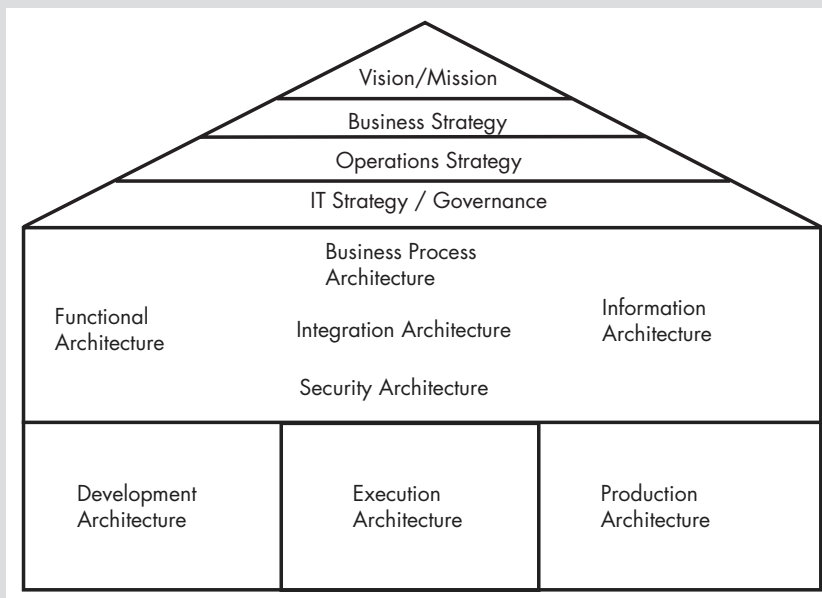 Vision/Mission
Business Strategy
Operations Strategy
IT Strategy / Governance
Business Process
Architecture
Functional
Architecture
Integration Architecture
Information
Architecture
Security Architecture
Development
Architecture
Execution
Architecture
Production
Architecture